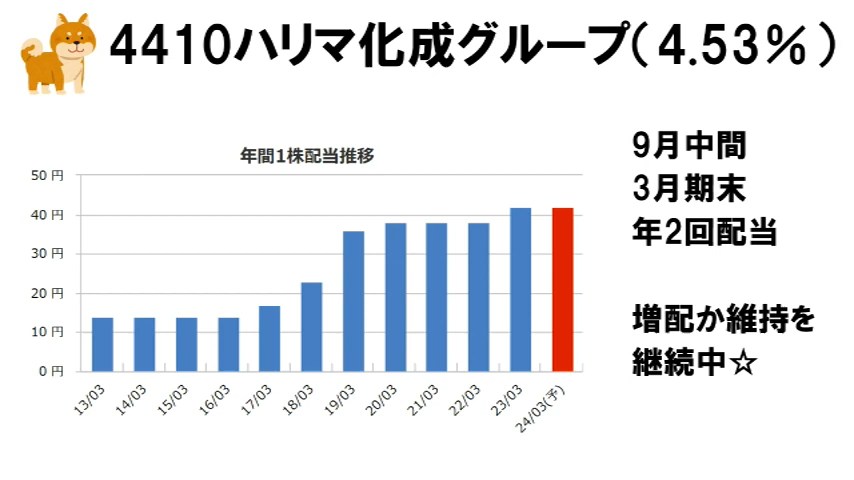 4410ハリマ化成グループ(4.53%)
年間1株配当推移
50 円
40 円
30 円
20 円
10 円
0 円
13/03
14/03
15/03
16/03
17/03
18/03
19/03
20/03
21/03
22/03
23/03
24/03(予)
9月中間
3月期末
年2回配当
増配か維持を
継続中☆